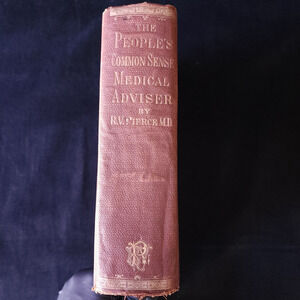 THE
PEOPLE'S
COMMON SENSE
MEDICAL
ADVISER
BY
R.V. PIERCE M.D.